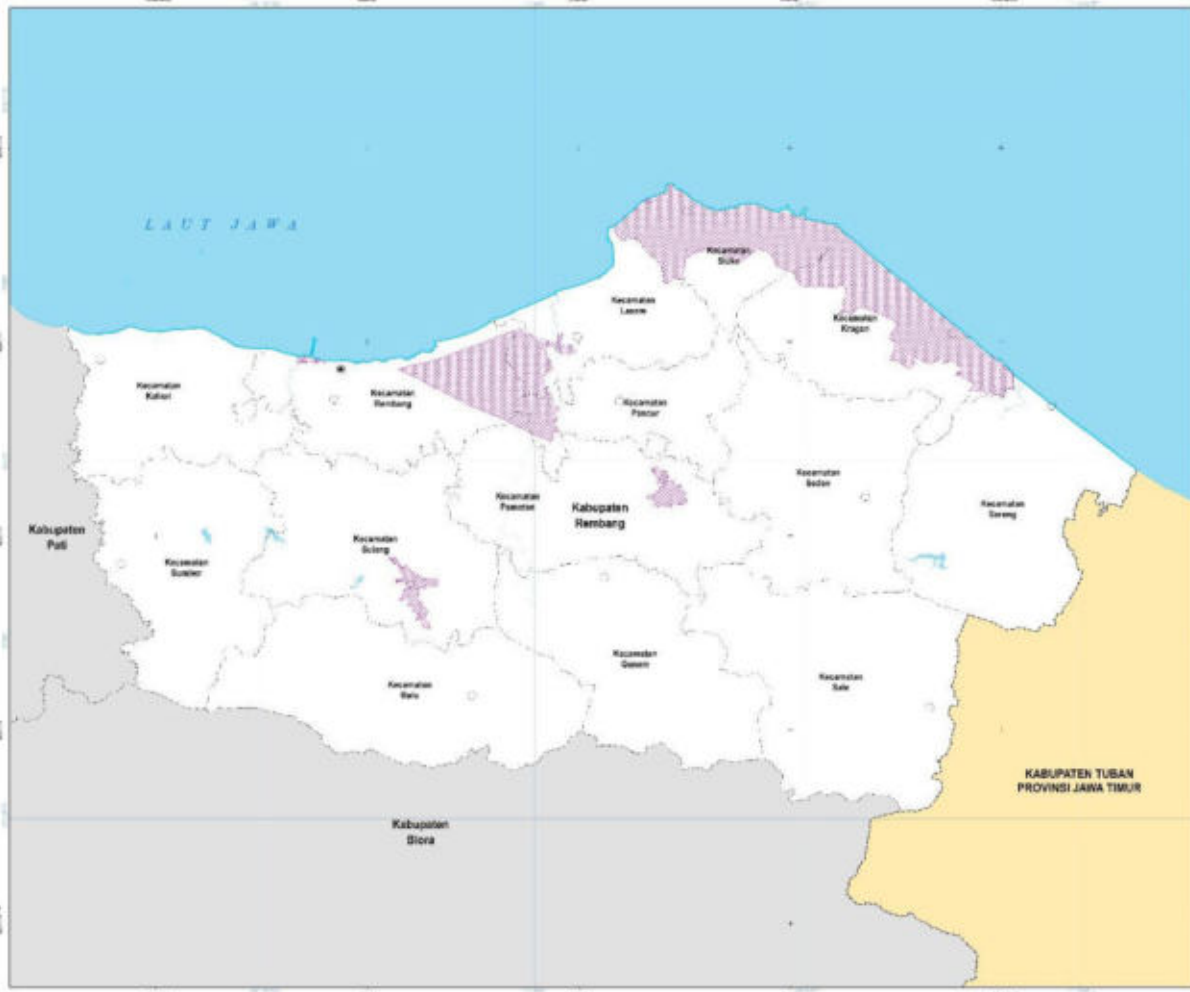 LAUT JAWA
Kecamatan
Sluke
Kecamatan
Lasem
Kecamatan
Kragan
Kecamatan
Kaliori
Kecamatan
Rembang
Kecamatan
Pancur
Kecamatan
Sedan
Kecamatan
Pamotan
Kabupaten
Rembang
Kecamatan
Sarang
Kabupaten
Pati
Kecamatan
Sulang
Kecamatan
Sumber
Kecamatan
Gunem
Kecamatan
Sale
Kecamatan
Bulu
KABUPATEN TUBAN
PROVINSI JAWA TIMUR
Kabupaten
Blora